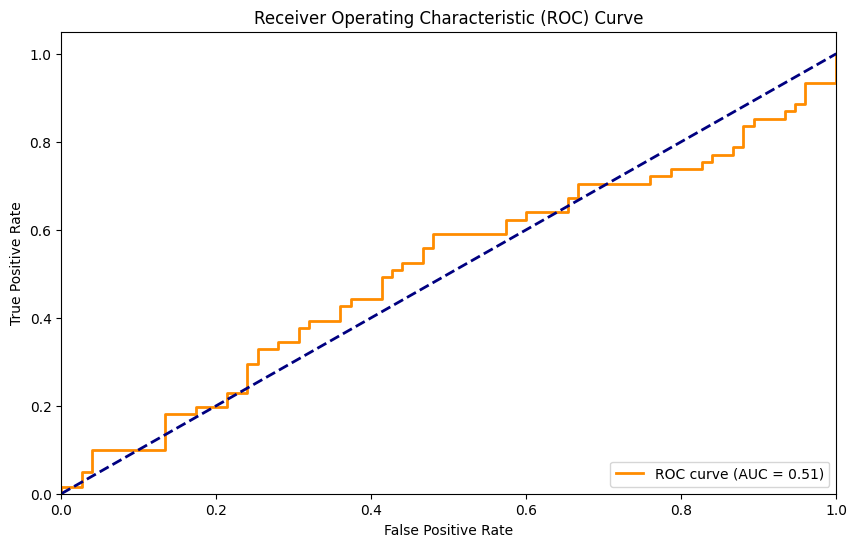 Receiver Operating Characteristic (ROC) Curve
1.0
0.8
0.6
0.4
0.2
0.0
True Positive Rate
ROC curve (AUC = 0.51)
0.0 0.2 0.4 0.6 0.8 1.0
False Positive Rate